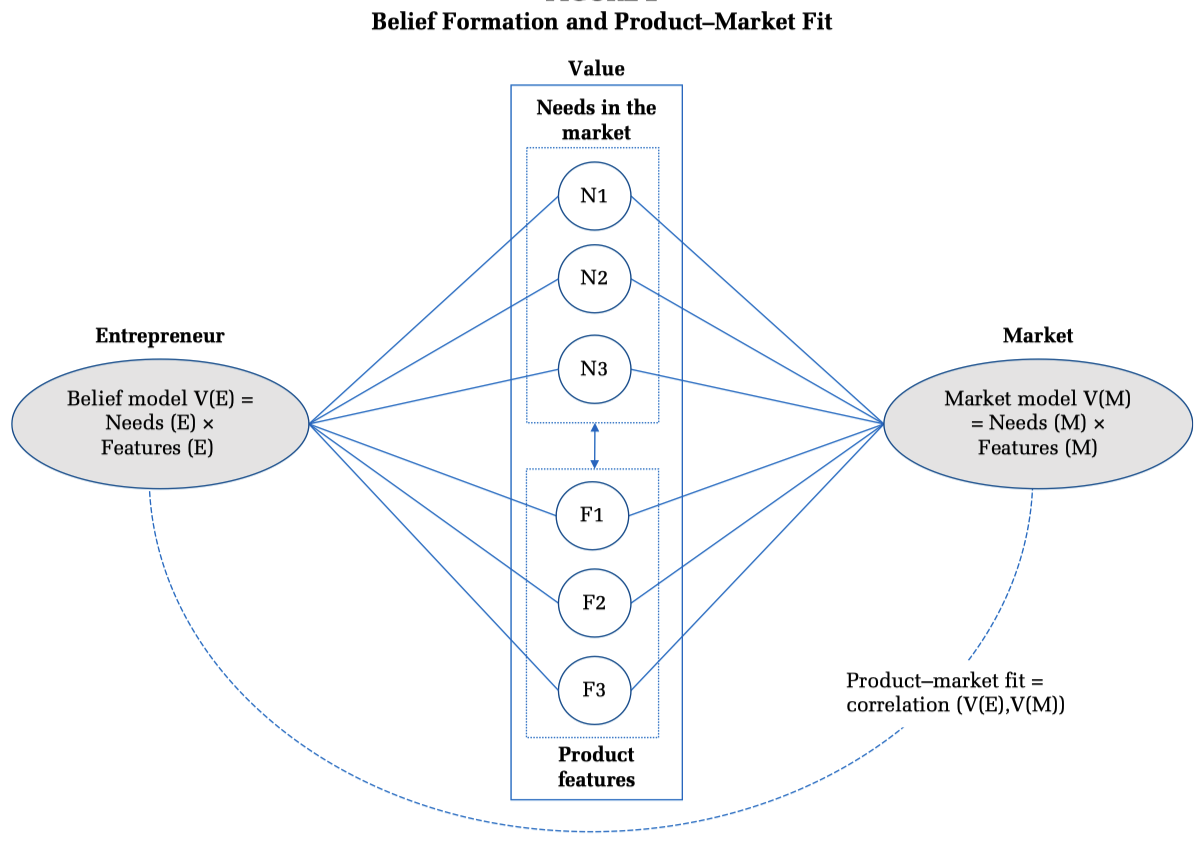 Belief Formation and Product–Market Fit
Value
Needs in the
market
N1
N2
N3
Entrepreneur
Belief model V(E) =
Needs (E) ×
Features (E)
Market
Market model V(M)
= Needs (M) ×
Features (M)
F1
F2
F3
Product
features
Product–market fit =
correlation (V(E),V(M))